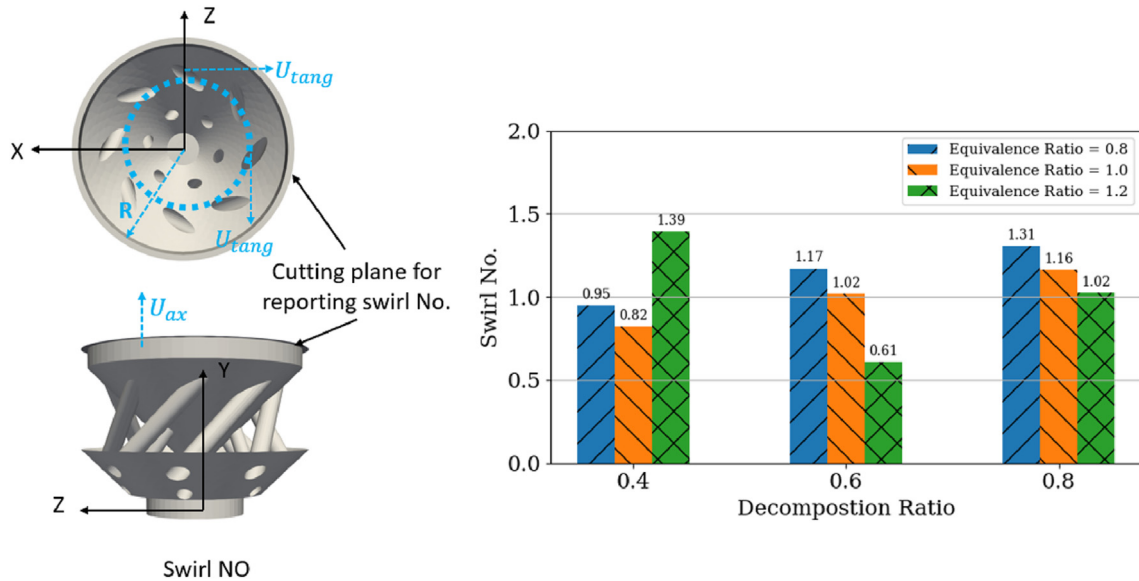 Z
U_tang
X
R
U_tang
Cutting plane for
reporting swirl No.
U_ax
Y
Z
Swirl NO
Swirl No.
2.0
1.5
1.0
0.5
0.0
Equivalence Ratio = 0.8
Equivalence Ratio = 1.0
Equivalence Ratio = 1.2
0.95
0.82
1.39
1.17
1.02
0.61
1.31
1.16
1.02
0.4 0.6 0.8
Decompostion Ratio